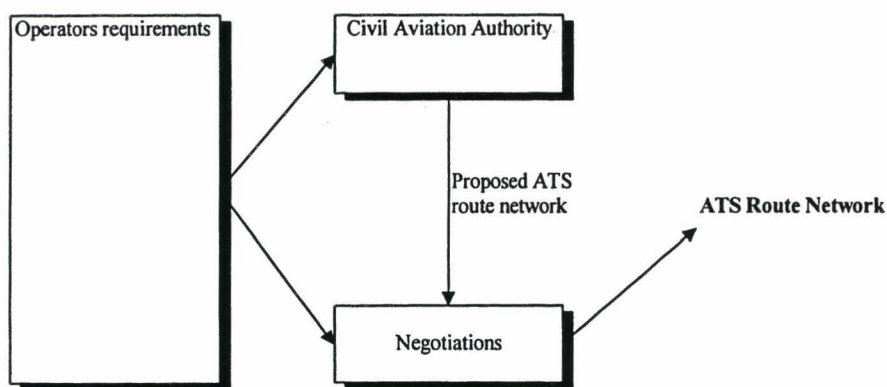 Operators requirements
Civil Aviation Authority
Proposed ATS
route network
ATS Route Network
Negotiations